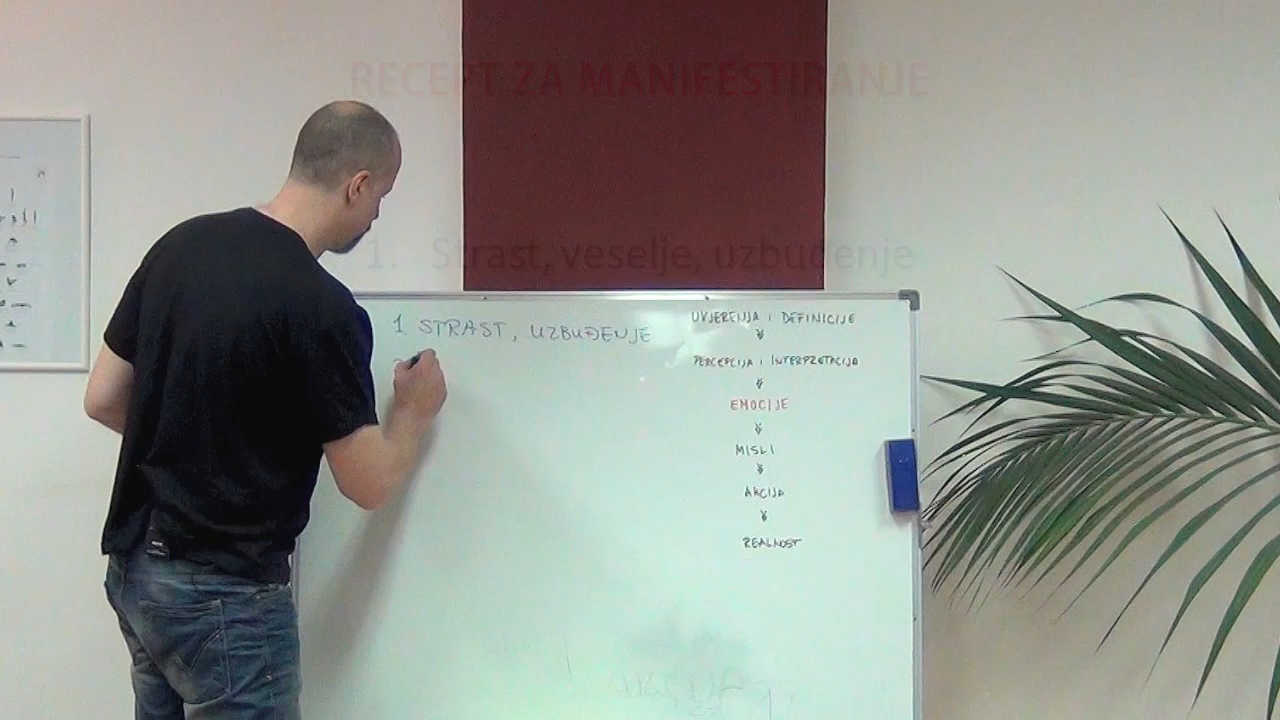 RECEPT ZA MANIFESTIRANJE
1. Strast, veselje, uzbuđenje
1 STRAST, UZBUĐENJE
UVJERENJA I DEFINICIJE
PERCEPCIJA I INTERPRETACIJA
EMOCIJE
MISLI
AKCIJA
REALNOST